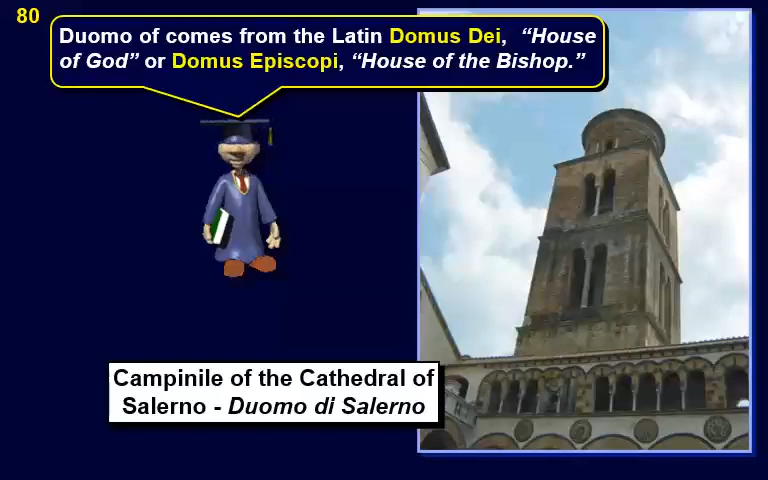 80
Duomo of comes from the Latin Domus Dei, “House
of God” or Domus Episcopi, “House of the Bishop.”
Campinile of the Cathedral of
Salerno - Duomo di Salerno